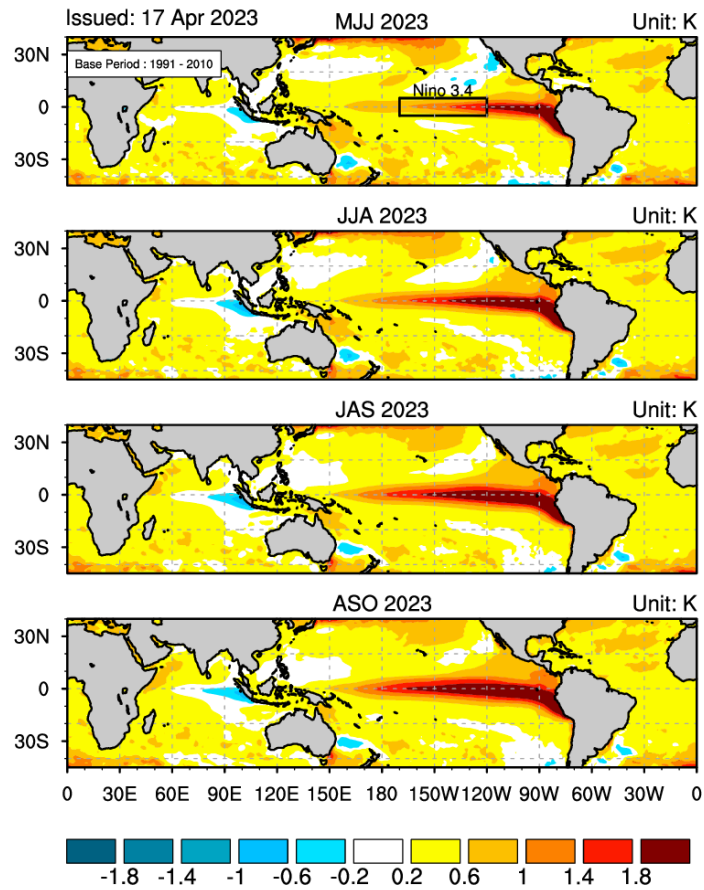 Issued: 17 Apr 2023 MJJ 2023 Unit: K
30N
Base Period : 1991 - 2010
Nino 3.4
0
30S
JJA 2023 Unit: K
30N
0
30S
JAS 2023 Unit: K
30N
0
30S
ASO 2023 Unit: K
30N
0
30S
0 30E 60E 90E 120E 150E 180 150W 120W 90W 60W 30W 0
-1.8 -1.4 -1 -0.6 -0.2 0.2 0.6 1 1.4 1.8